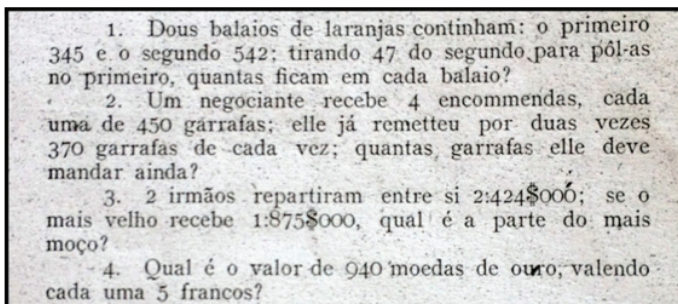 1. Dous balaios de laranjas continham: o primeiro
345 e o segundo 542; tirando 47 do segundo para pôl-as
no primeiro, quantas ficam em cada balaio?
2. Um negociante recebe 4 encommendas, cada
uma de 450 garrafas; elle já remetteu por duas vezes
370 garrafas de cada vez; quantas garrafas elle deve
mandar ainda?
3. 2 irmãos repartiram entre si 2:424$000; se o
mais velho recebe 1:875$000, qual é a parte do mais
moço?
4. Qual é o valor de 940 moedas de ouro, valendo
cada uma 5 francos?